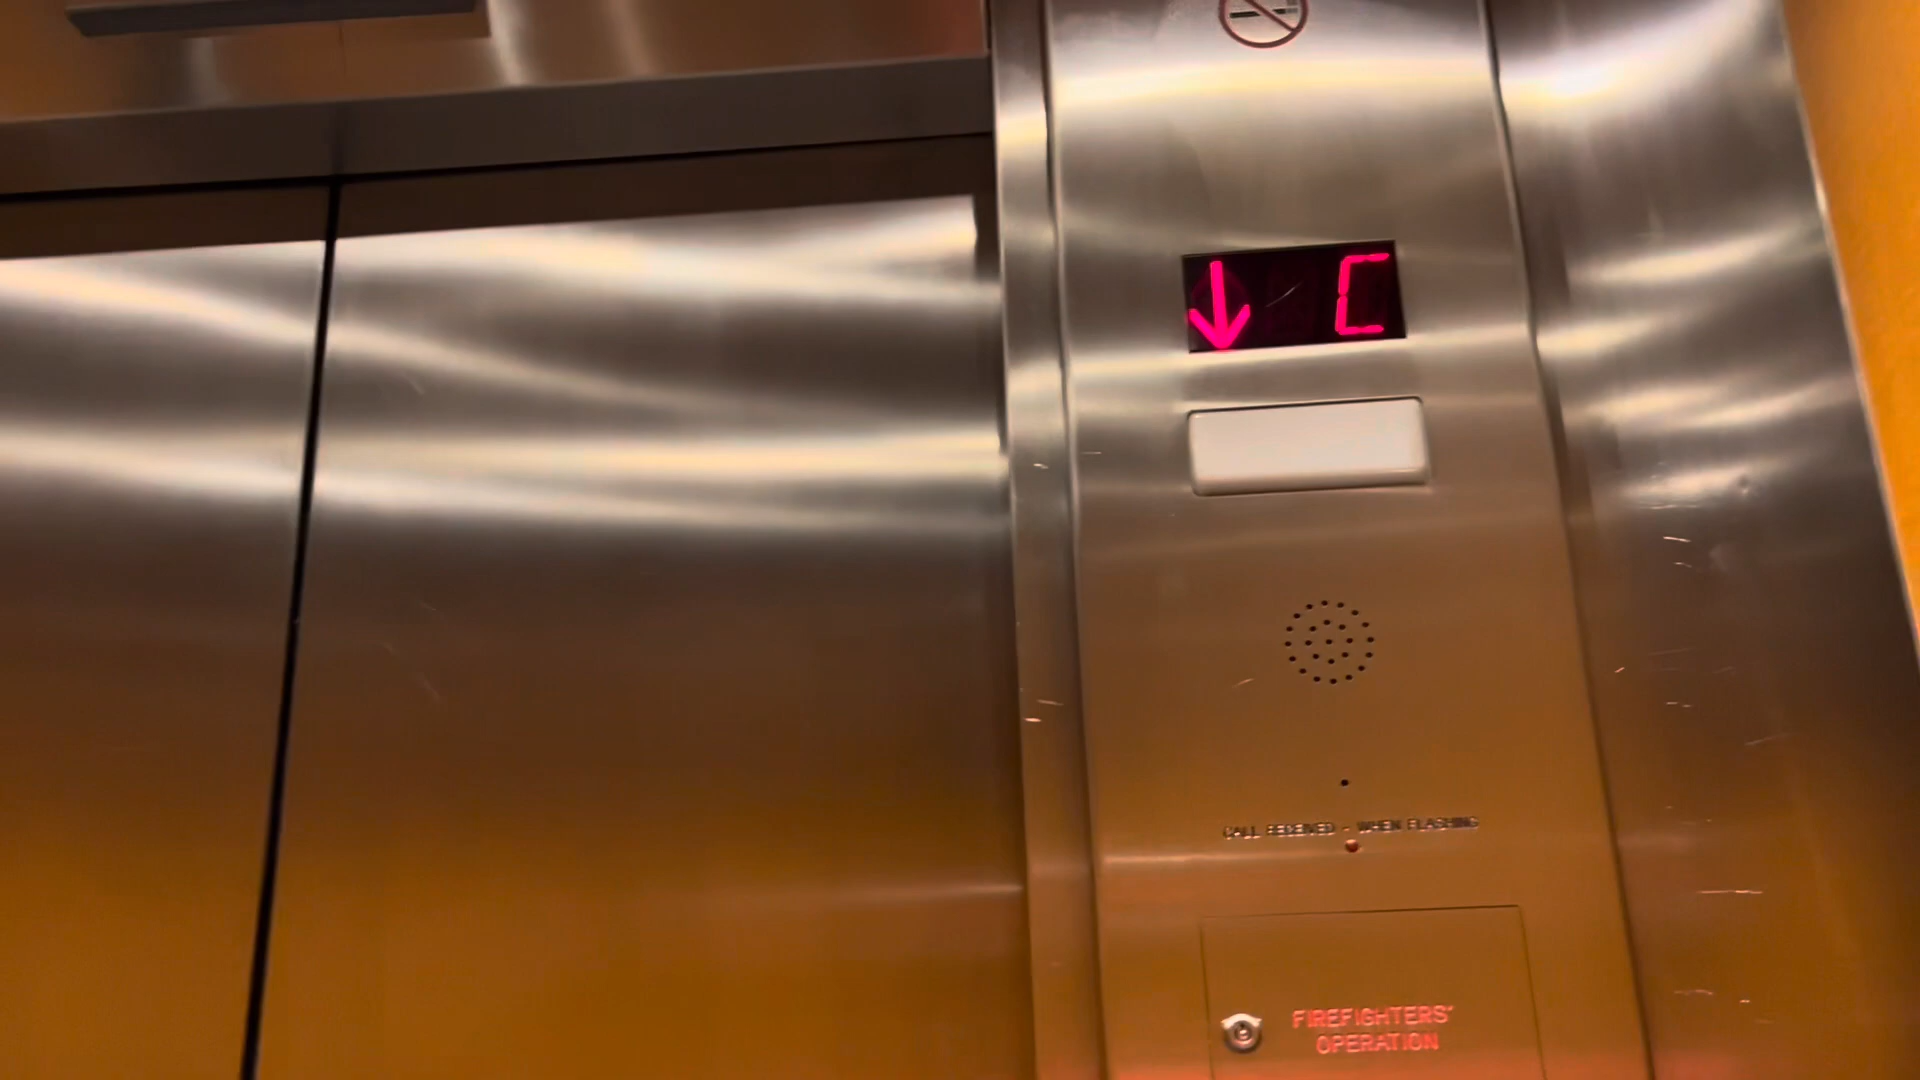 ↓ C
CALL RECEIVED - WHEN FLASHING
FIREFIGHTERS'
OPERATION